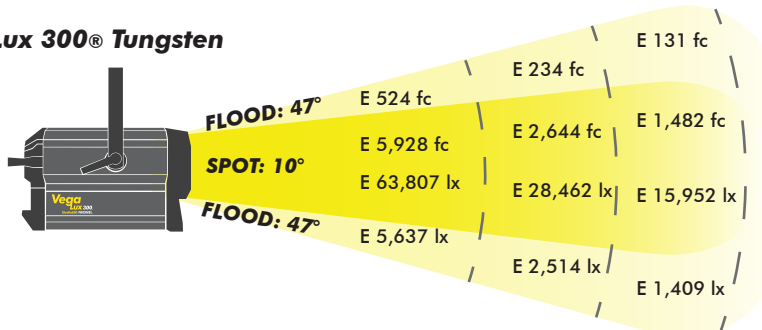 Lux 300® Tungsten
E 131 fc
E 234 fc
E 524 fc
FLOOD: 47°
E 1,482 fc
E 2,644 fc
E 5,928 fc
SPOT: 10°
E 63,807 lx
E 28,462 lx
E 15,952 lx
Vega
Lux 300
FLOOD: 47°
E 5,637 lx
E 2,514 lx
E 1,409 lx